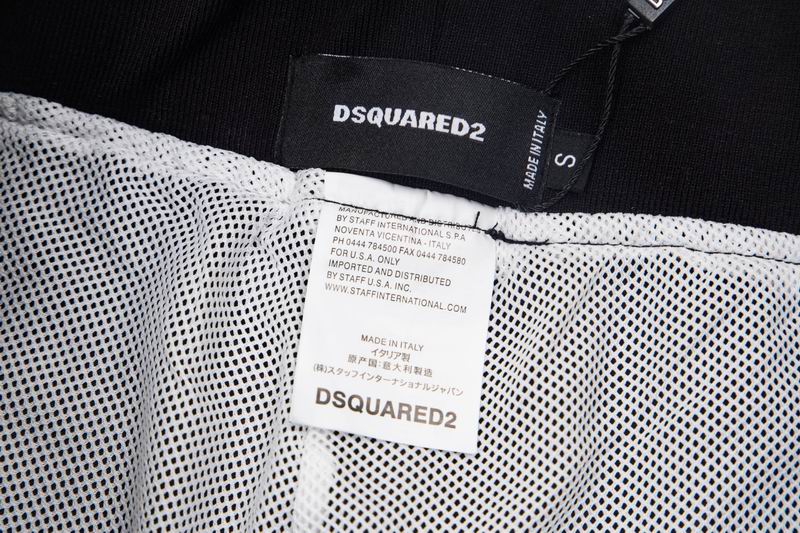 DSQUARED2
MADE IN ITALY
S
MANUFACTURED AND DISTRIBUTED
BY STAFF INTERNATIONAL S.P.A
NOVENTA VICENTINA - ITALY
PH 0444 784500 FAX 0444 784580
FOR U.S.A. ONLY
IMPORTED AND DISTRIBUTED
BY STAFF U.S.A. INC.
WWW.STAFFINTERNATIONAL.COM
MADE IN ITALY
イタリア製
原产国:意大利製造
(株)スタッフインターナショナルジャパン
DSQUARED2